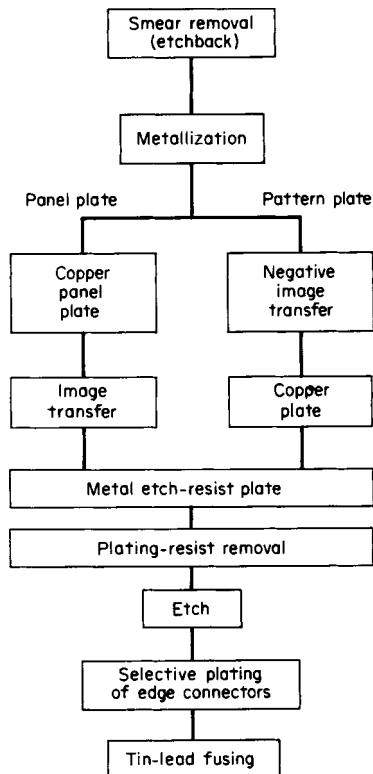 Smear removal
(etchback)
Metallization
Panel plate
Pattern plate
Copper
panel
plate
Negative
image
transfer
Image
transfer
Copper
plate
Metal etch-resist plate
Plating-resist removal
Etch
Selective plating
of edge connectors
Tin-lead fusing